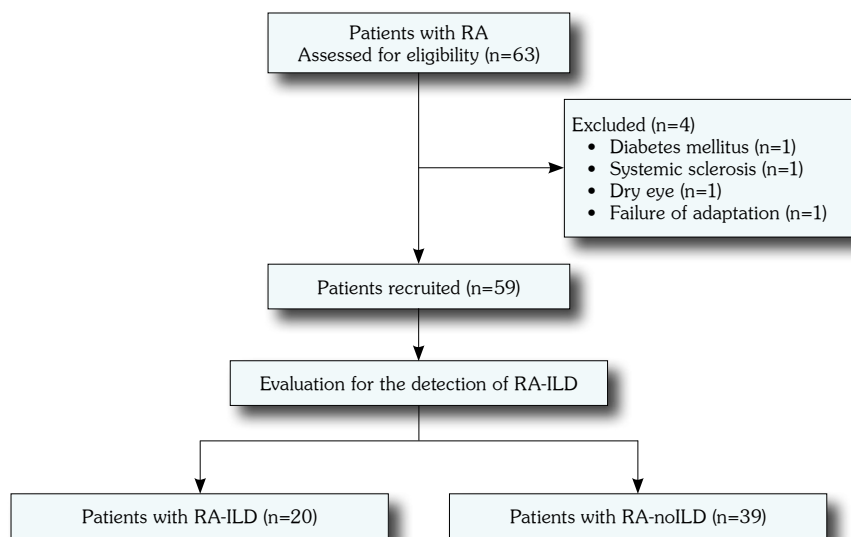 Patients with RA
Assessed for eligibility (n=63)
Excluded (n=4)
• Diabetes mellitus (n=1)
• Systemic sclerosis (n=1)
• Dry eye (n=1)
• Failure of adaptation (n=1)
Patients recruited (n=59)
Evaluation for the detection of RA-ILD
Patients with RA-ILD (n=20)
Patients with RA-noILD (n=39)